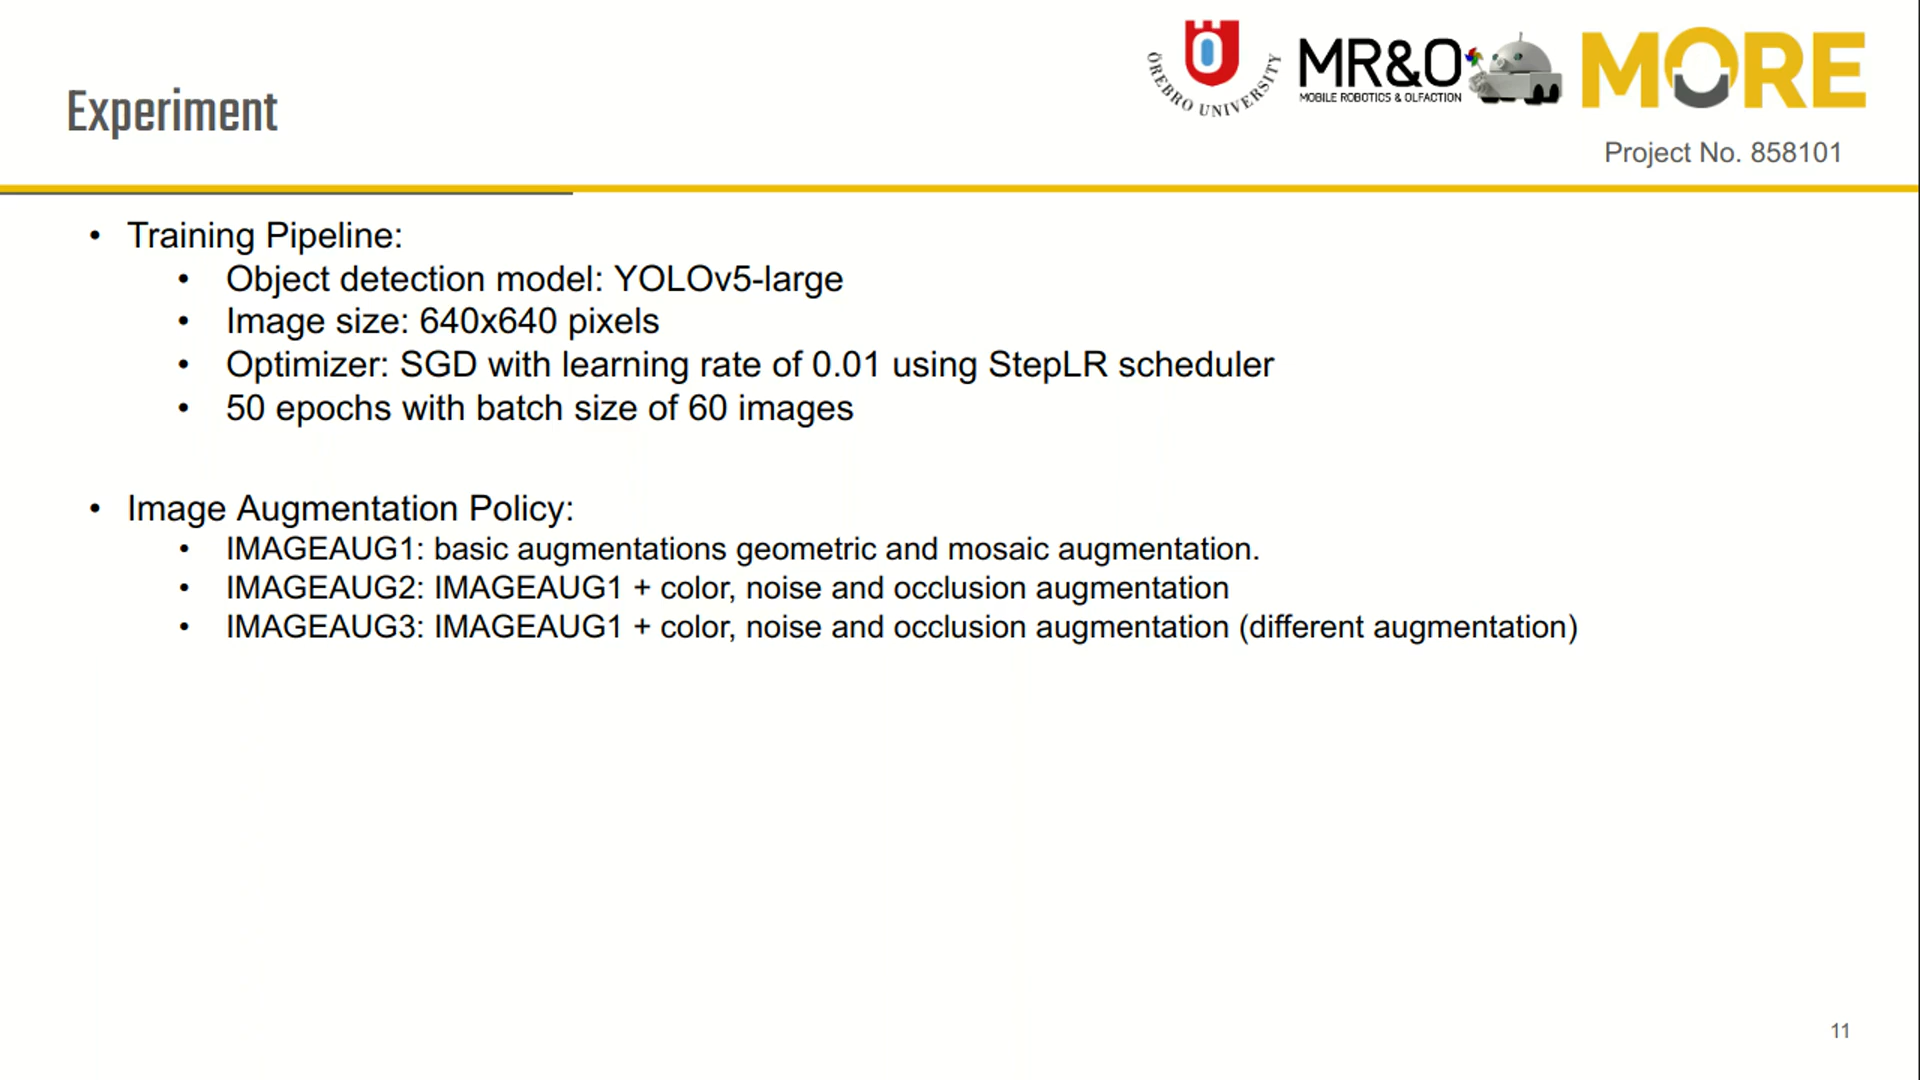 ÖREBRO UNIVERSITY
MR&O
MOBILE ROBOTICS & OLFACTION
MORE
Experiment
Project No. 858101
• Training Pipeline:
• Object detection model: YOLOv5-large
• Image size: 640x640 pixels
• Optimizer: SGD with learning rate of 0.01 using StepLR scheduler
• 50 epochs with batch size of 60 images
• Image Augmentation Policy:
• IMAGEAUG1: basic augmentations geometric and mosaic augmentation.
• IMAGEAUG2: IMAGEAUG1 + color, noise and occlusion augmentation
• IMAGEAUG3: IMAGEAUG1 + color, noise and occlusion augmentation (different augmentation)
11